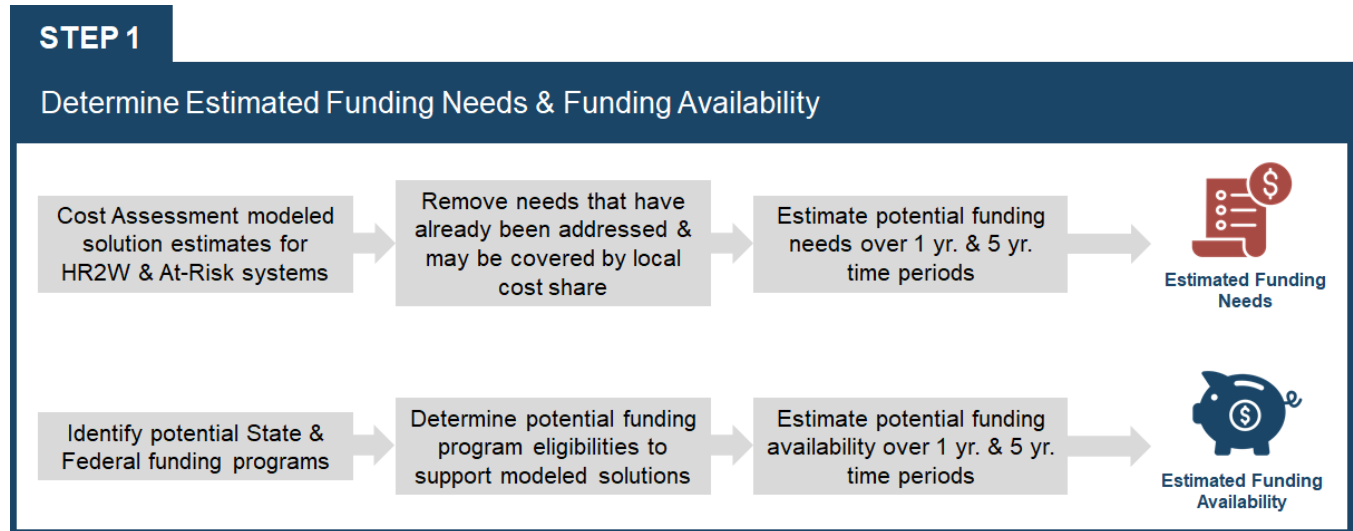 STEP 1
Determine Estimated Funding Needs & Funding Availability
Cost Assessment modeled
solution estimates for
HR2W & At-Risk systems
Remove needs that have
already been addressed &
may be covered by local
cost share
Estimate potential funding
needs over 1 yr. & 5 yr.
time periods
$
Estimated Funding
Needs
Identify potential State &
Federal funding programs
Determine potential funding
program eligibilities to
support modeled solutions
Estimate potential funding
availability over 1 yr. & 5 yr.
time periods
$
Estimated Funding
Availability